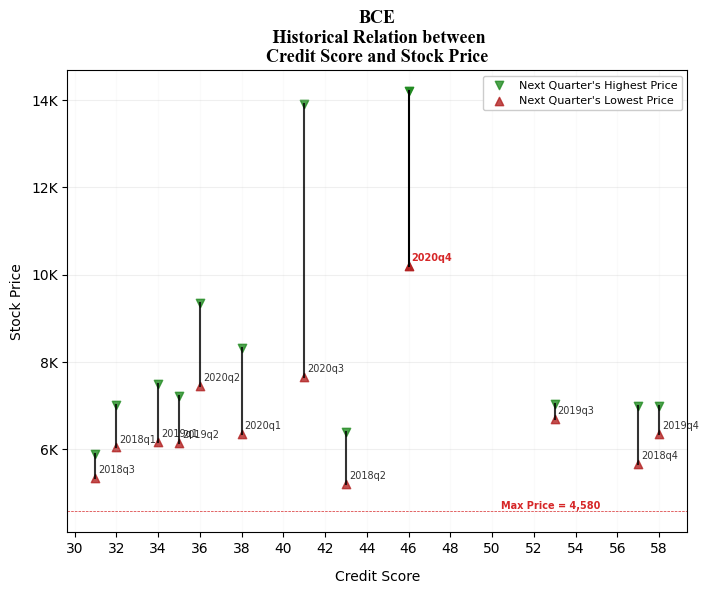 BCE
Historical Relation between
Credit Score and Stock Price
Next Quarter's Highest Price
Next Quarter's Lowest Price
Stock Price
14K
12K
10K
8K
6K
2020q4
2020q3
2020q2
2020q1
2019q3
2018q1
2019q1
2019q2
2019q4
2018q3
2018q2
2018q4
Max Price = 4,580
30 32 34 36 38 40 42 44 46 48 50 52 54 56 58
Credit Score